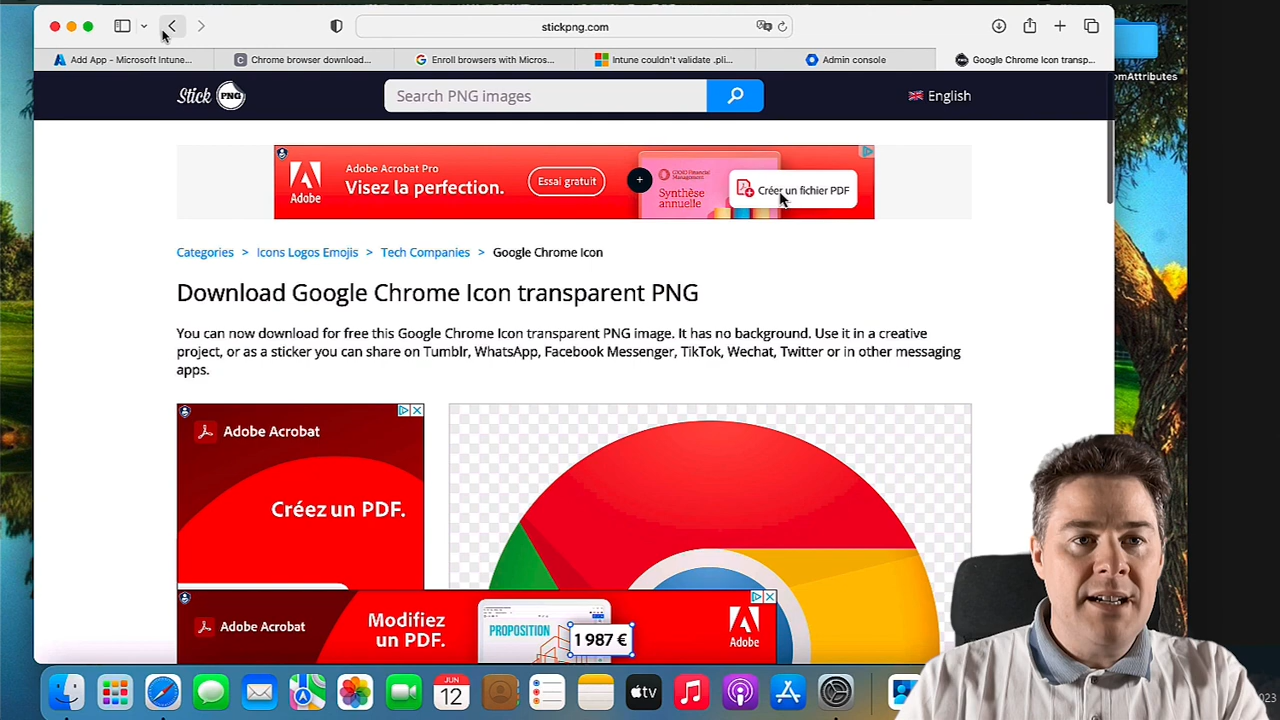 stickpng.com
Add App - Microsoft Intune...
Chrome browser download...
Enroll browsers with Micros...
Intune couldn't validate .pli...
Admin console
Google Chrome Icon transp...
Stick PNG
Search PNG images
English
omAttributes
Adobe
Adobe Acrobat Pro
Visez la perfection.
Essai gratuit
+
Synthèse
annuelle
Créer un fichier PDF
Categories > Icons Logos Emojis > Tech Companies > Google Chrome Icon
Download Google Chrome Icon transparent PNG
You can now download for free this Google Chrome Icon transparent PNG image. It has no background. Use it in a creative
project, or as a sticker you can share on Tumblr, WhatsApp, Facebook Messenger, TikTok, Wechat, Twitter or in other messaging
apps.
Adobe Acrobat
Créez un PDF.
Adobe Acrobat
Modifiez
un PDF.
PROPOSITION
1 987 €
Adobe
JUN
12
tv